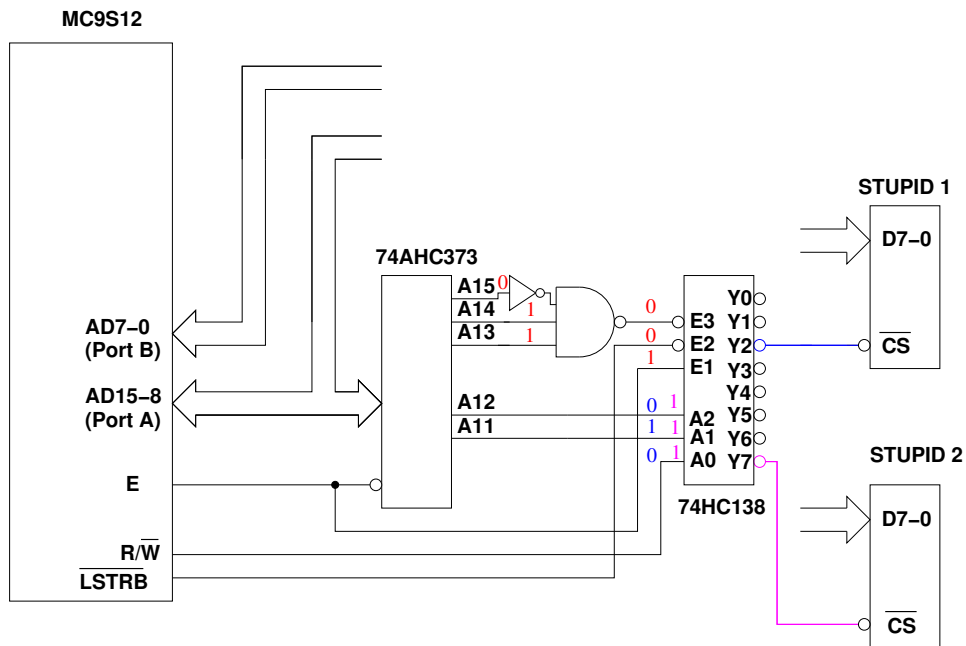 MC9S12
STUPID 1
D7−0
74AHC373
A15 0
A14 1
A13 1
0
0
1
E3
E2
E1
Y0
Y1
Y2
Y3
Y4
Y5
Y6
Y7
CS
AD7−0
(Port B)
AD15−8
(Port A)
A12
A11
0 1
1 1
0 1
A2
A1
A0
74HC138
STUPID 2
D7−0
E
R/W
LSTRB
CS